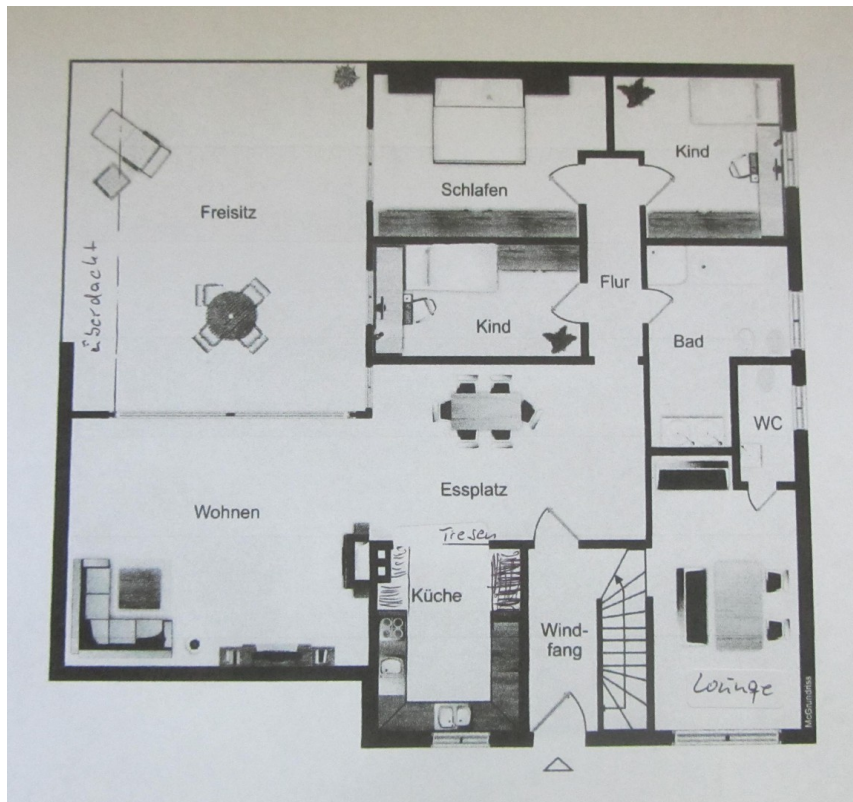 Kind
Schlafen
Freisitz
überdacht
Flur
Kind
Bad
WC
Essplatz
Wohnen
Tresen
Küche
Wind-
fang
Lounge
McGrundriss